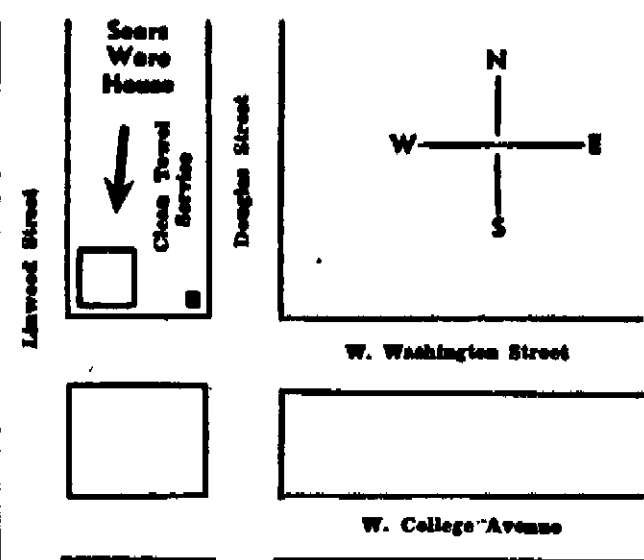 Sears
Ware
House
Clean Towel
Service
Linwood Street
Douglas Street
N
W
E
S
W. Washington Street
W. College Avenue